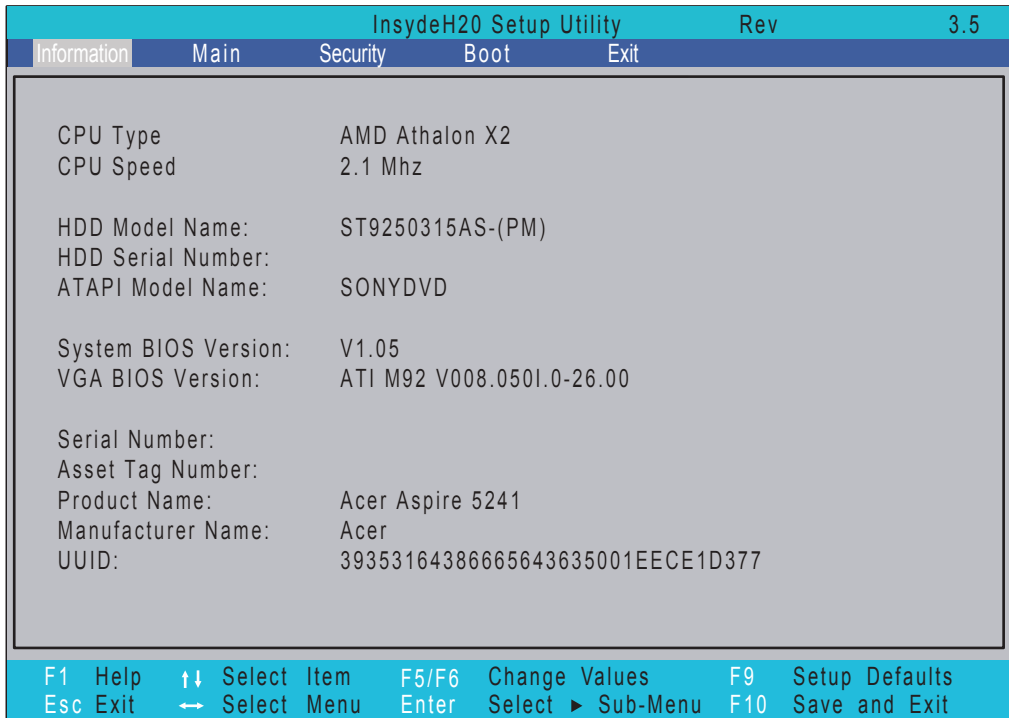 InsydeH20 Setup Utility Rev 3.5
Information Main Security Boot Exit
CPU Type AMD Athalon X2
CPU Speed 2.1 Mhz
HDD Model Name: ST9250315AS-(PM)
HDD Serial Number:
ATAPI Model Name: SONYDVD
System BIOS Version: V1.05
VGA BIOS Version: ATI M92 V008.050I.0-26.00
Serial Number:
Asset Tag Number:
Product Name: Acer Aspire 5241
Manufacturer Name: Acer
UUID: 39353164386665643635001EECE1D377
F1 Help ↑↓ Select Item F5/F6 Change Values F9 Setup Defaults
Esc Exit ↔ Select Menu Enter Select ► Sub-Menu F10 Save and Exit